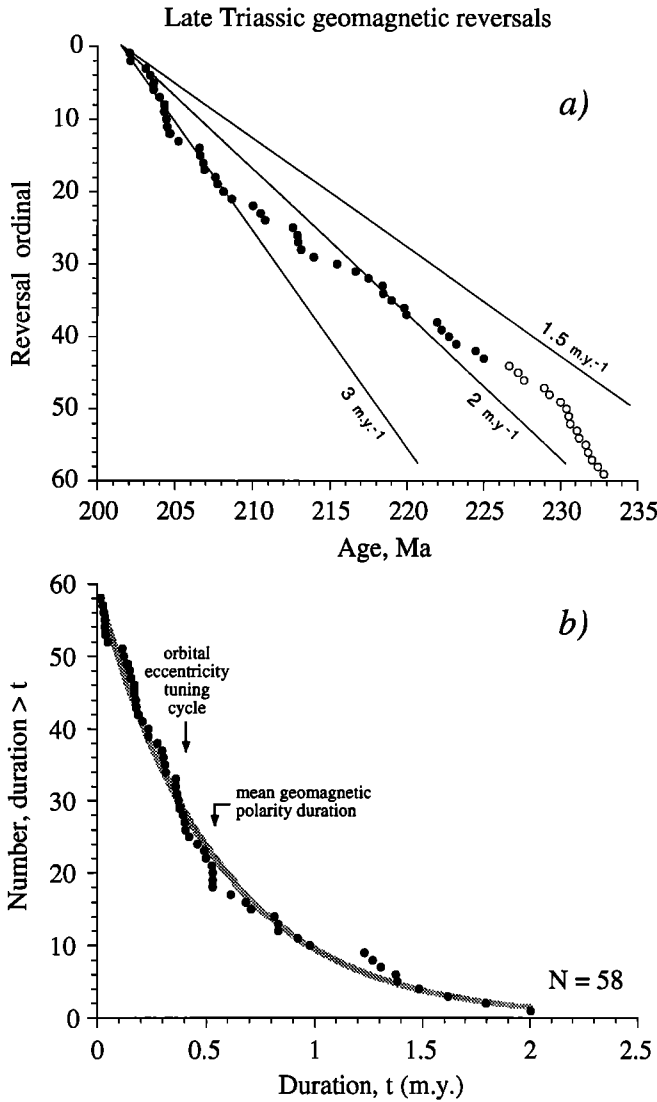 Late Triassic geomagnetic reversals
a)
Reversal ordinal
0
10
20
30
40
50
60
3 m.y.-1
2 m.y.-1
1.5 m.y.-1
200
205
210
215
220
225
230
235
Age, Ma
b)
Number, duration > t
60
50
40
30
20
10
0
orbital
eccentricity
tuning
cycle
mean geomagnetic
polarity duration
N = 58
0
0.5
1
1.5
2
2.5
Duration, t (m.y.)